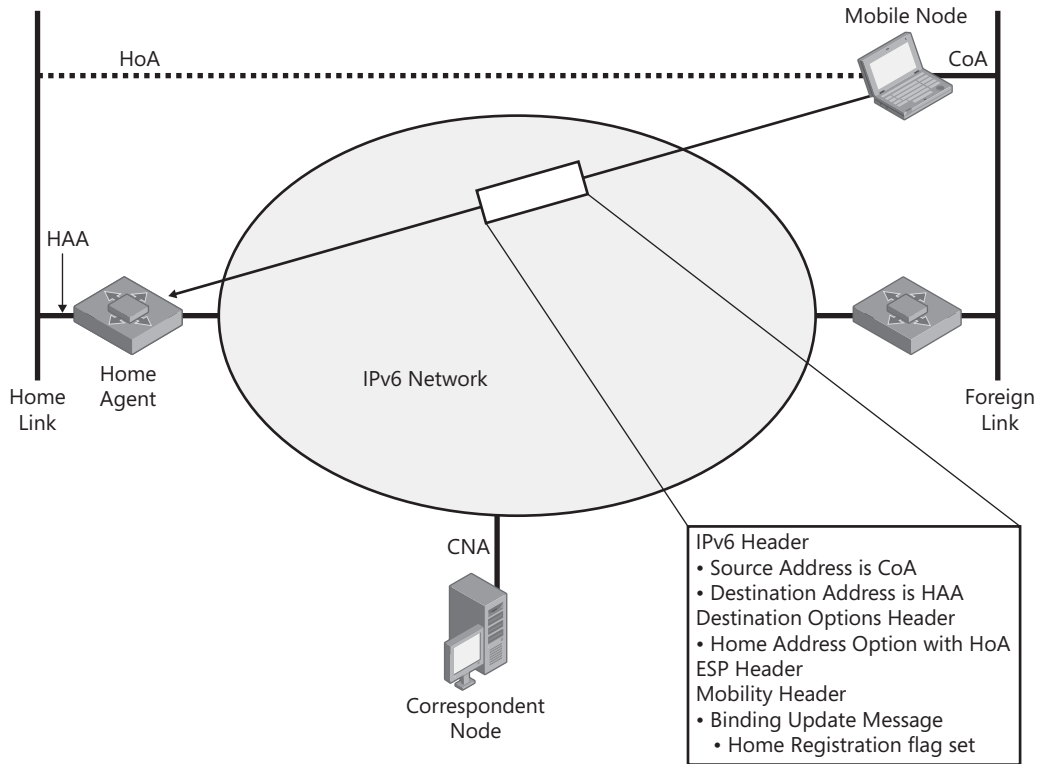 Mobile Node
HoA
CoA
HAA
Home
Agent
Home
Link
IPv6 Network
Foreign
Link
CNA
Correspondent
Node
IPv6 Header
• Source Address is CoA
• Destination Address is HAA
Destination Options Header
• Home Address Option with HoA
ESP Header
Mobility Header
• Binding Update Message
• Home Registration flag set